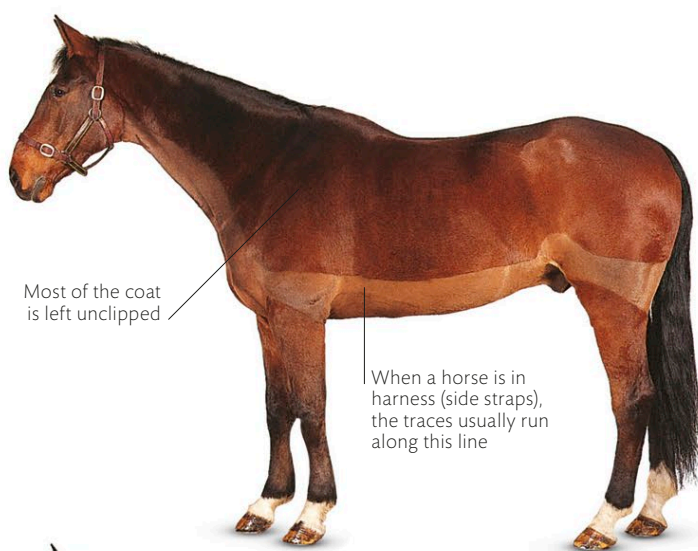 Most of the coat
is left unclipped
When a horse is in
harness (side straps),
the traces usually run
along this line